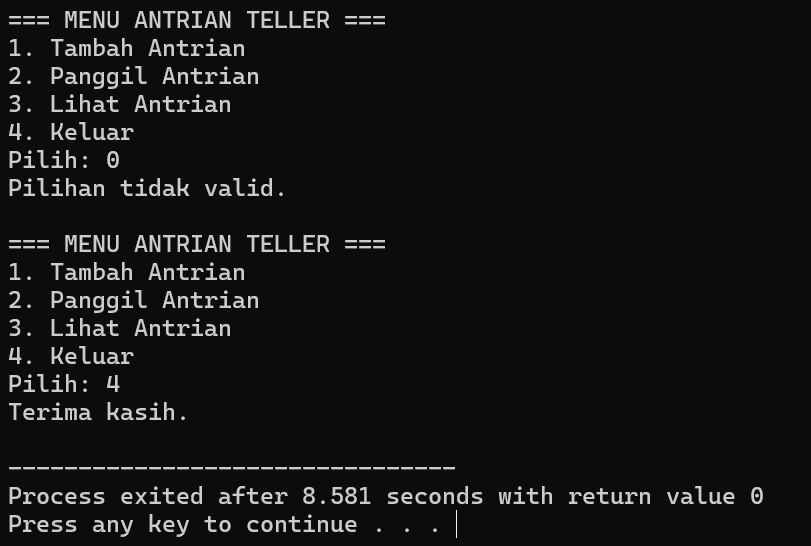 === MENU ANTRIAN TELLER ===
1. Tambah Antrian
2. Panggil Antrian
3. Lihat Antrian
4. Keluar
Pilih: 0
Pilihan tidak valid.
=== MENU ANTRIAN TELLER ===
1. Tambah Antrian
2. Panggil Antrian
3. Lihat Antrian
4. Keluar
Pilih: 4
Terima kasih.
--------------------------------
Process exited after 8.581 seconds with return value 0
Press any key to continue . . .